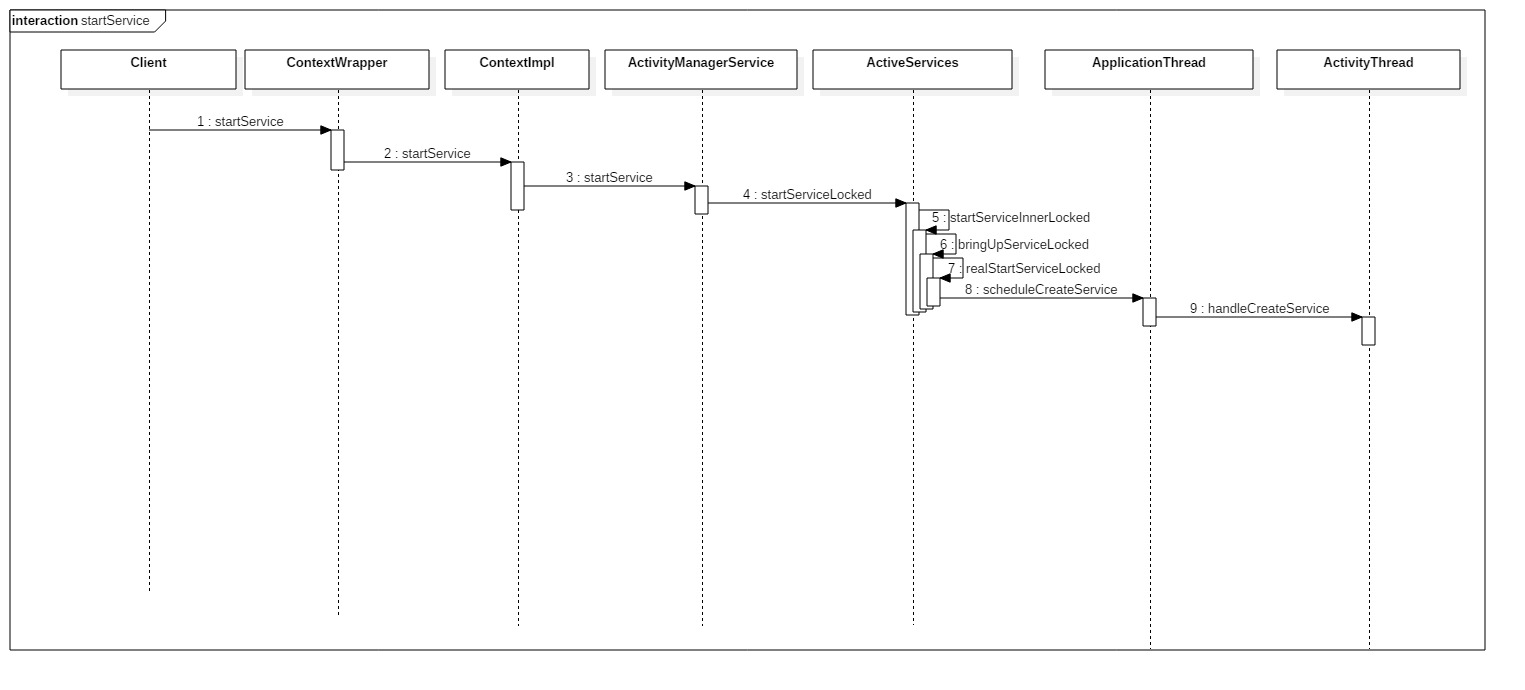 interaction startService
Client
ContextWrapper
ContextImpl
ActivityManagerService
ActiveServices
ApplicationThread
ActivityThread
1 : startService
2 : startService
3 : startService
4 : startServiceLocked
5 : startServiceInnerLocked
6 : bringUpServiceLocked
7 : realStartServiceLocked
8 : scheduleCreateService
9 : handleCreateService